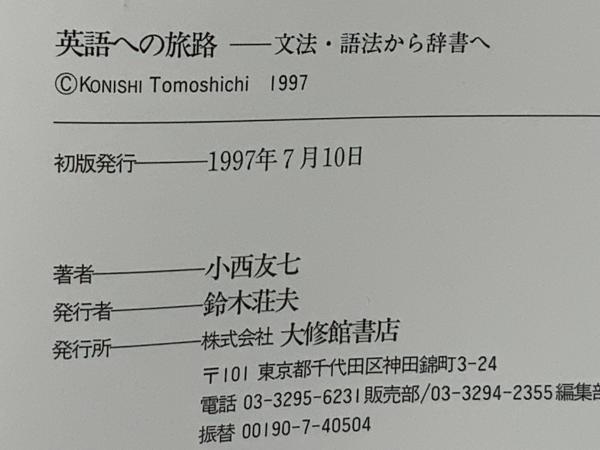 英語への旅路 ――文法・語法から辞書へ
©KONISHI Tomoshichi 1997
初版発行――1997年7月10日
著者――小西友七
発行者――鈴木荘夫
発行所――株式会社 大修館書店
〒101 東京都千代田区神田錦町3-24
電話 03-3295-6231販売部/03-3294-2355編集部
振替 00190-7-40504